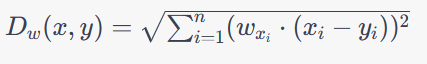 D_w(x, y) = \sqrt{\sum_{i=1}^{n} (w_{x_i} \cdot (x_i - y_i))^2}